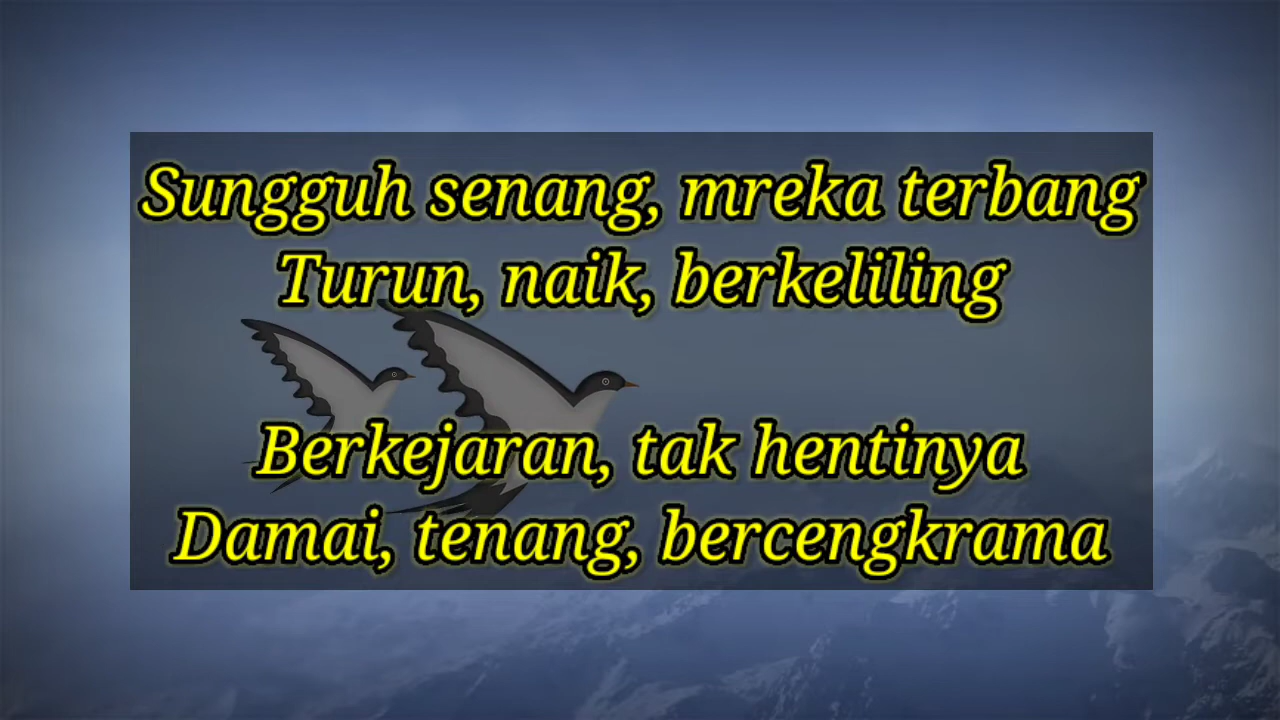 Sungguh senang, mreka terbang
Turun, naik, berkeliling
Berkejaran, tak hentinya
Damai, tenang, bercengkrama